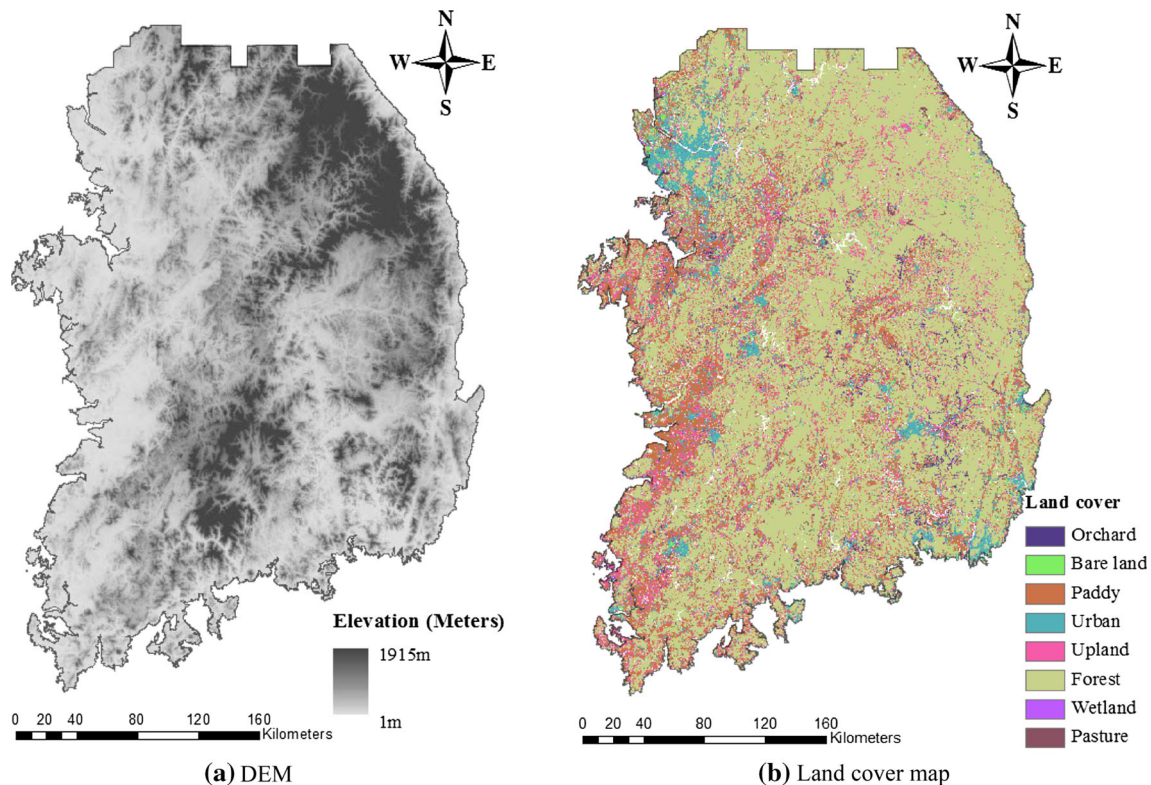 N
W E
S
Elevation (Meters)
1915m
1m
0 20 40 80 120 160
Kilometers
(a) DEM
N
W E
S
Land cover
Orchard
Bare land
Paddy
Urban
Upland
Forest
Wetland
Pasture
0 20 40 80 120 160
Kilometers
(b) Land cover map